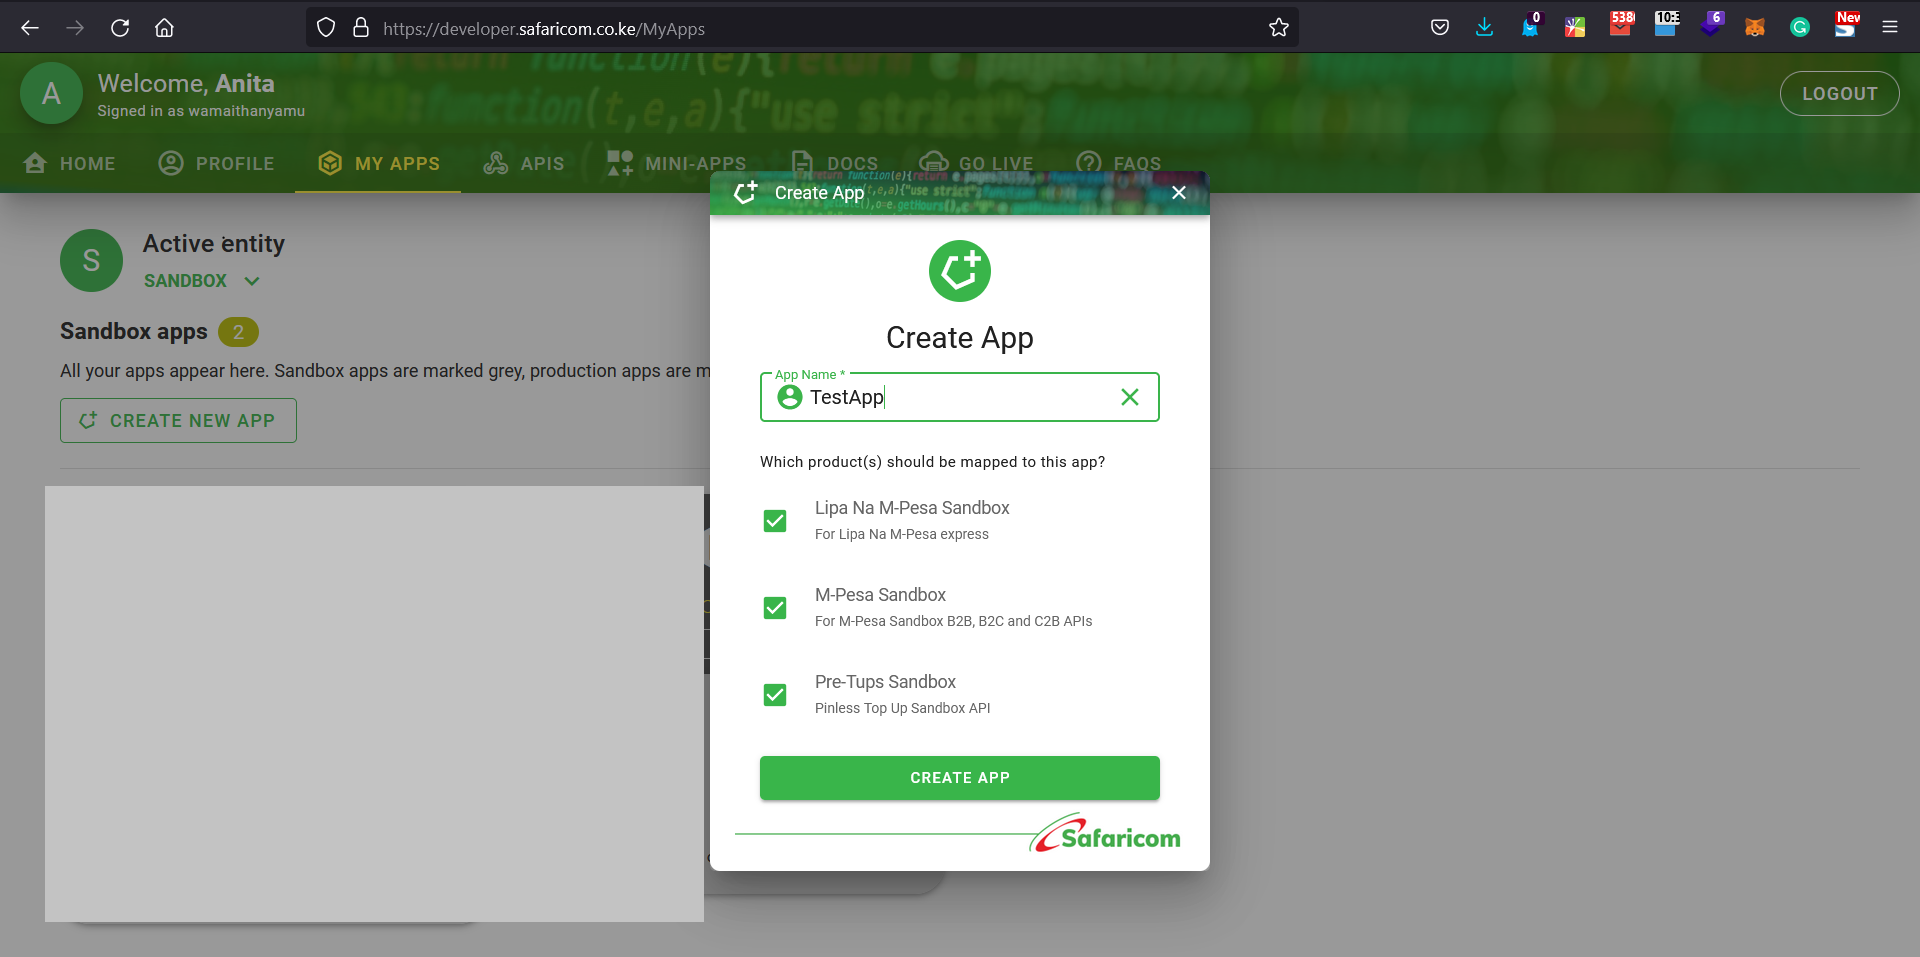 https://developer.safaricom.co.ke/MyApps
0
538
10:3
6
New
A
Welcome, Anita
Signed in as wamaithanyamu
LOGOUT
HOME
PROFILE
MY APPS
APIS
MINI-APPS
DOCS
GO LIVE
FAQS
function(t,e,a){"use strict";
S
Active entity
SANDBOX
Sandbox apps 2
All your apps appear here. Sandbox apps are marked grey, production apps are m
CREATE NEW APP
Create App
Create App
App Name *
TestApp
Which product(s) should be mapped to this app?
Lipa Na M-Pesa Sandbox
For Lipa Na M-Pesa express
M-Pesa Sandbox
For M-Pesa Sandbox B2B, B2C and C2B APIs
Pre-Tups Sandbox
Pinless Top Up Sandbox API
CREATE APP
Safaricom